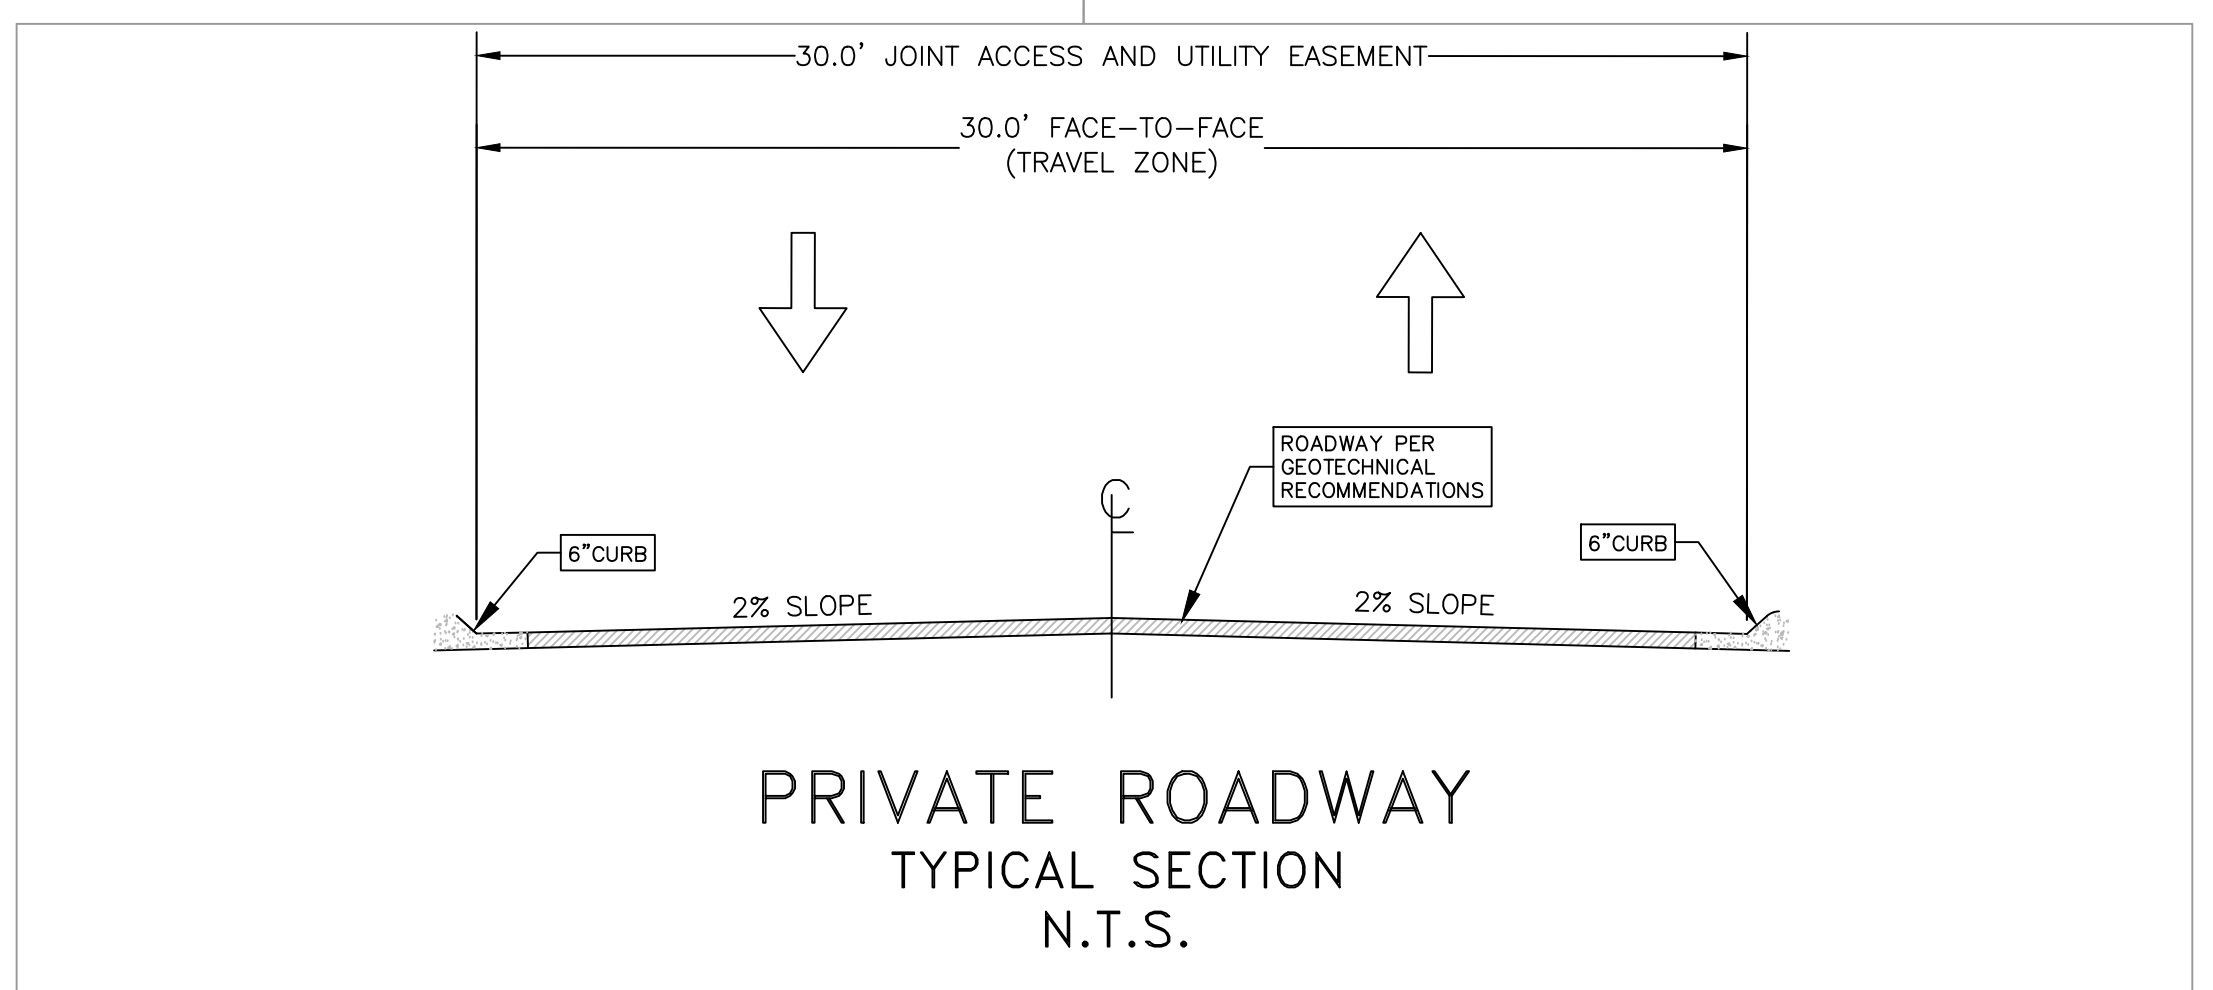 30.0' JOINT ACCESS AND UTILITY EASEMENT
30.0' FACE-TO-FACE
(TRAVEL ZONE)
ROADWAY PER
GEOTECHNICAL
RECOMMENDATIONS
℄
6"CURB
6"CURB
2% SLOPE
2% SLOPE
PRIVATE ROADWAY
TYPICAL SECTION
N.T.S.